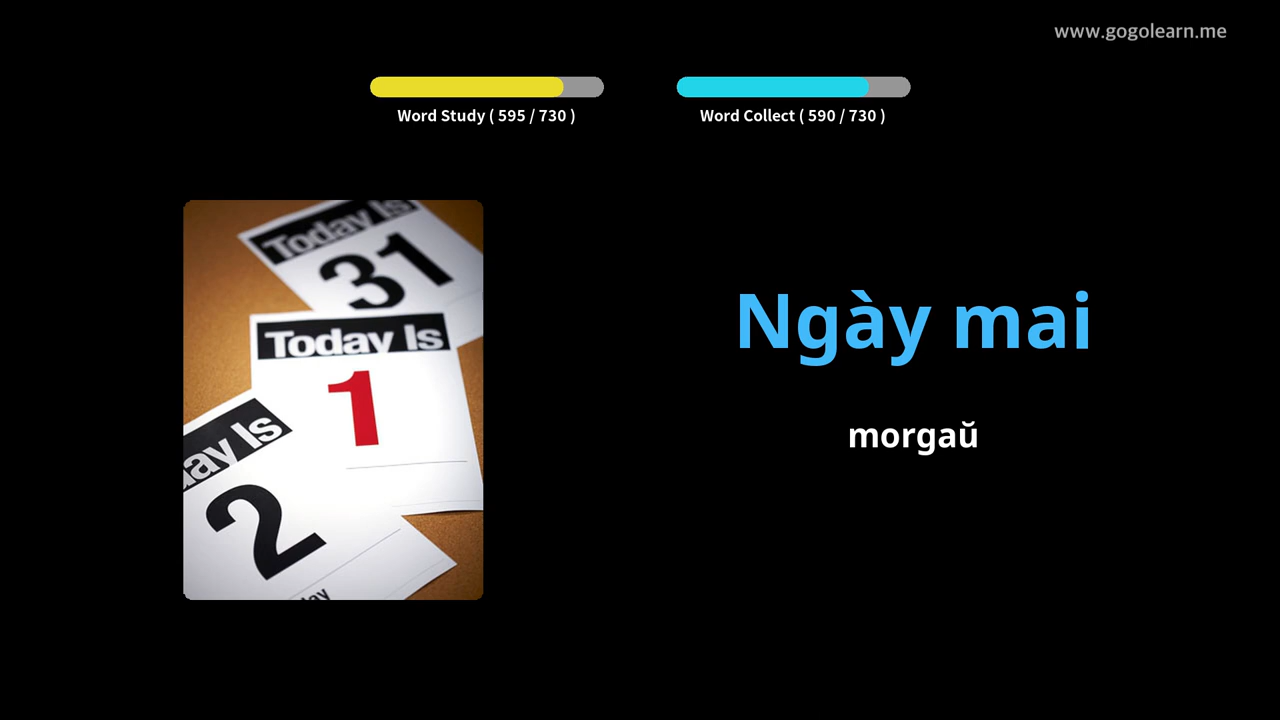 www.gogolearn.me
Word Study ( 595 / 730 )
Word Collect ( 590 / 730 )
Today Is
31
Today Is
1
ay Is
2
Ngày mai
morgaŭ